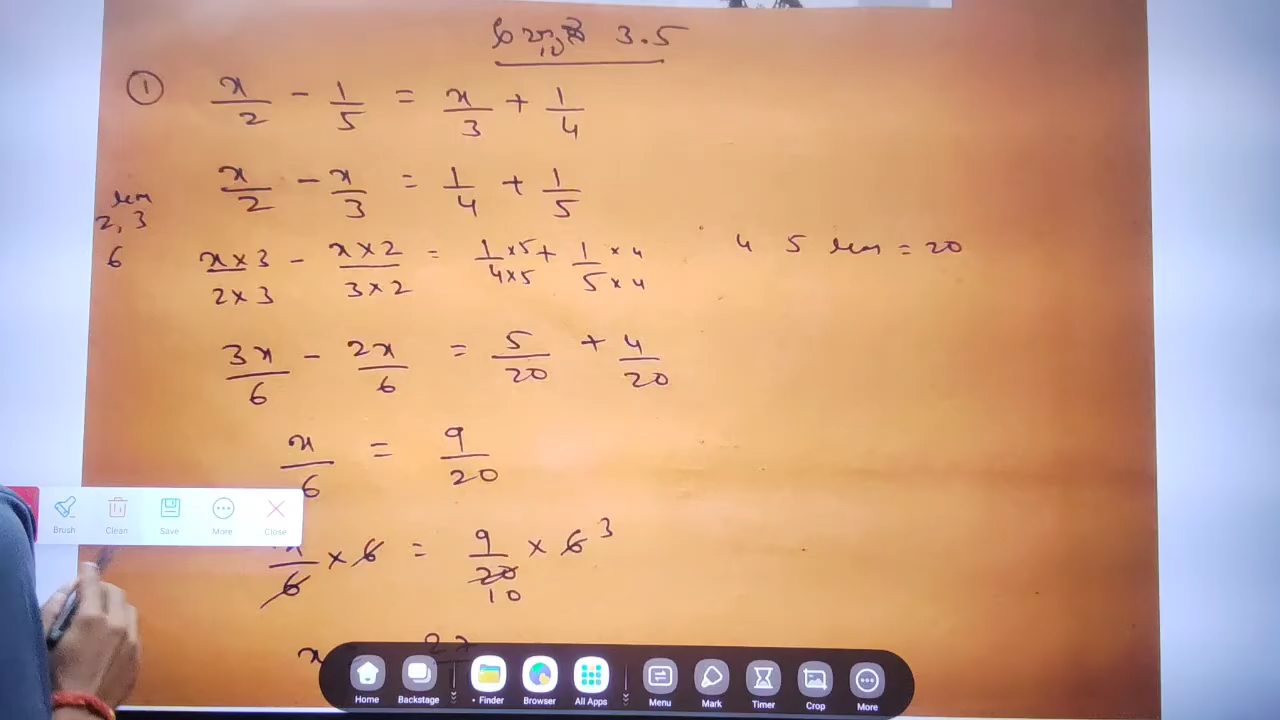 3.5
① x/2 - 1/5 = x/3 + 1/4
x/2 - x/3 = 1/4 + 1/5
lcm
2, 3
6
x×3/2×3 - x×2/3×2 = 1×5/4×5 + 1×4/5×4
4 5 lcm = 20
3x/6 - 2x/6 = 5/20 + 4/20
x/6 = 9/20
Brush Clean Save More Close
x/6 × 6 = 9/20 × 6 3
10
x 27
Home Backstage Finder Browser All Apps Menu Mark Timer Crop More